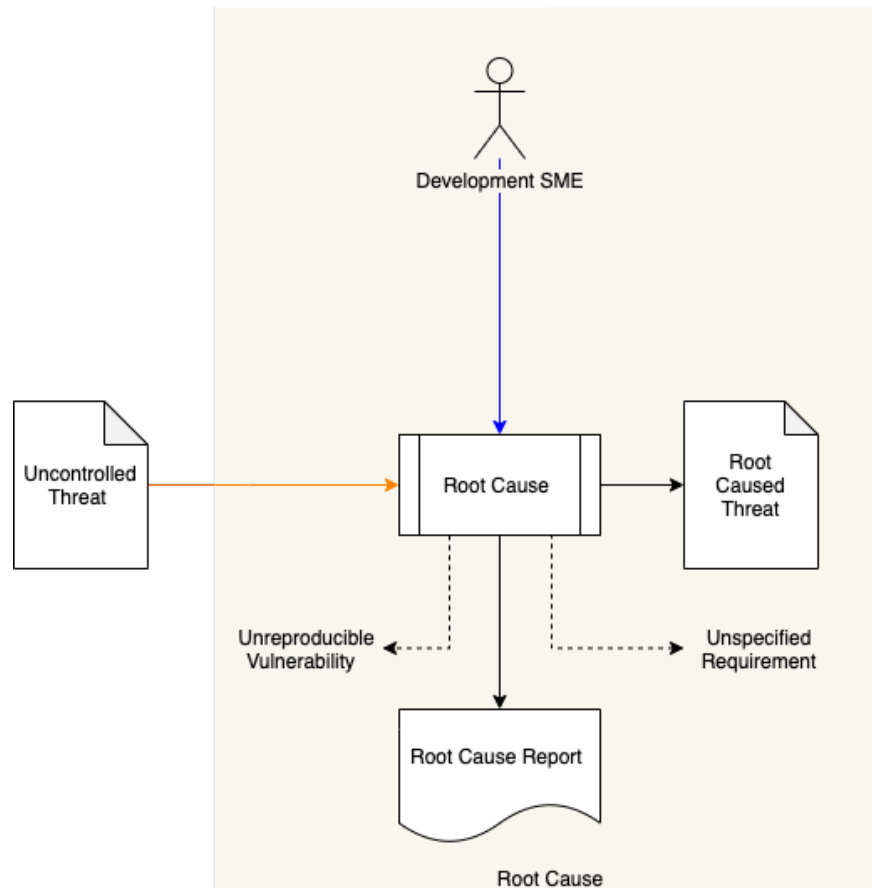 Development SME
Uncontrolled
Threat
Root Cause
Root
Caused
Threat
Unreproducible
Vulnerability
Unspecified
Requirement
Root Cause Report
Root Cause